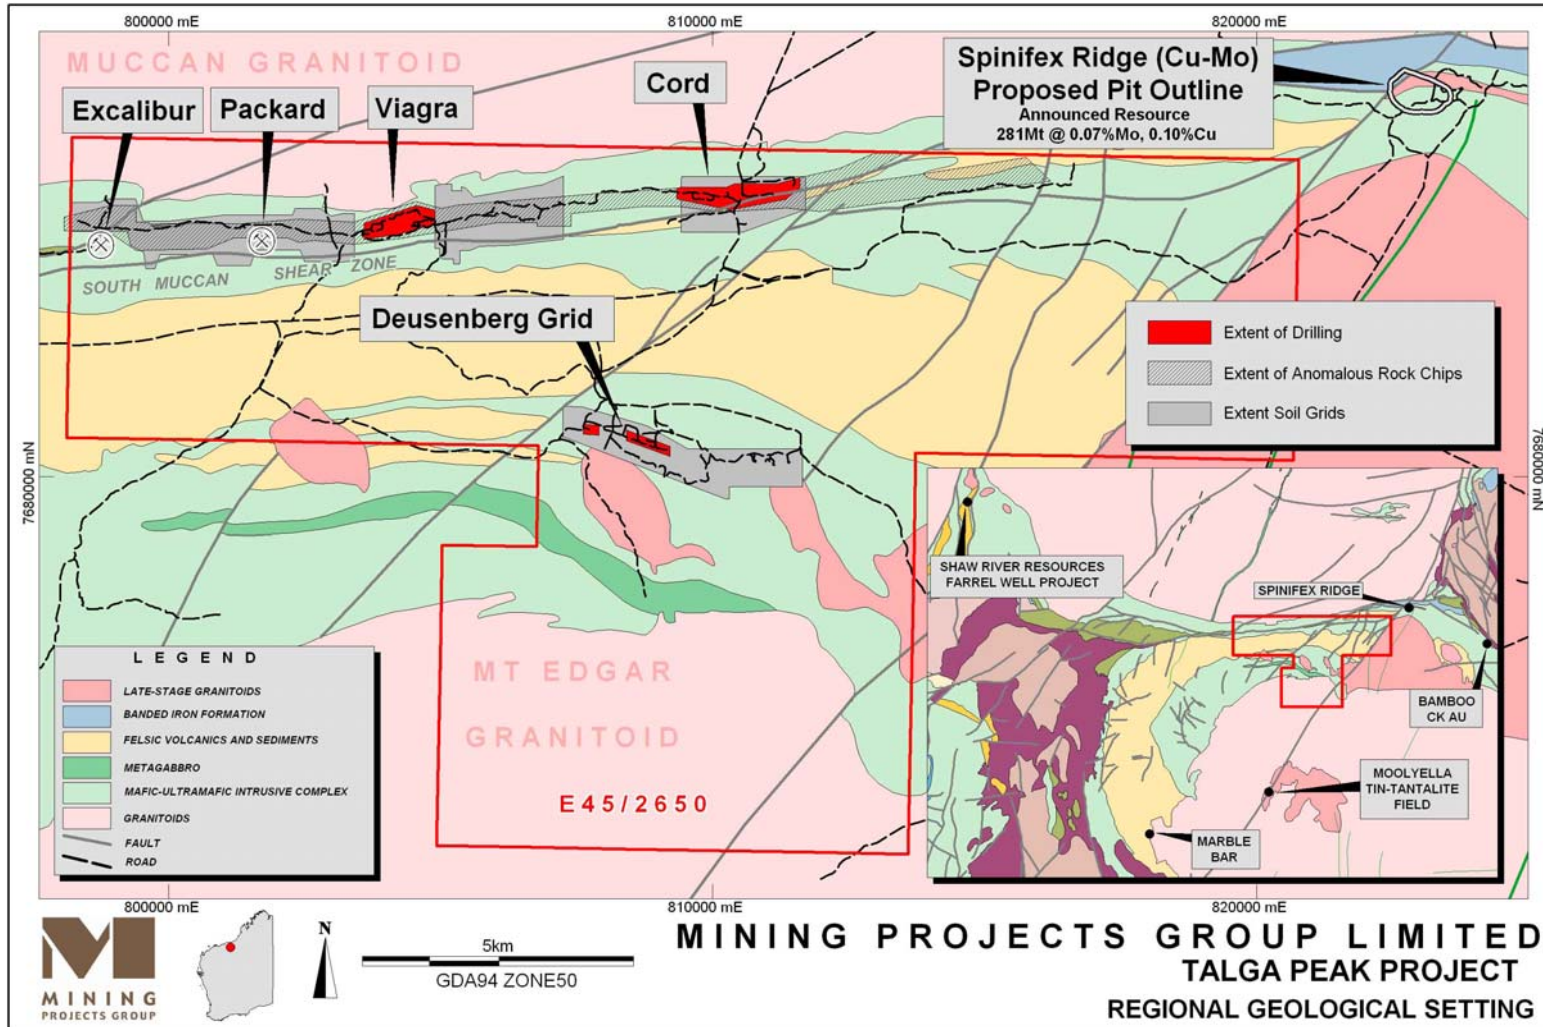 800000 mE
810000 mE
820000 mE
MUCCAN GRANITOID
Excalibur
Packard
Viagra
Cord
Spinifex Ridge (Cu-Mo)
Proposed Pit Outline
Announced Resource
281Mt @ 0.07%Mo, 0.10%Cu
SOUTH MUCCAN SHEAR ZONE
Deusenberg Grid
Extent of Drilling
Extent of Anomalous Rock Chips
Extent Soil Grids
7680000 mN
7680000 mN
SHAW RIVER RESOURCES
FARREL WELL PROJECT
SPINIFEX RIDGE
BAMBOO
CK AU
MOOLYELLA
TIN-TANTALITE
FIELD
MARBLE
BAR
MT EDGAR
GRANITOID
E45/2650
LEGEND
LATE-STAGE GRANITOIDS
BANDED IRON FORMATION
FELSIC VOLCANICS AND SEDIMENTS
METAGABBRO
MAFIC-ULTRAMAFIC INTRUSIVE COMPLEX
GRANITOIDS
FAULT
ROAD
800000 mE
810000 mE
820000 mE
MINING
PROJECTS GROUP
N
5km
GDA94 ZONE50
MINING PROJECTS GROUP LIMITED
TALGA PEAK PROJECT
REGIONAL GEOLOGICAL SETTING